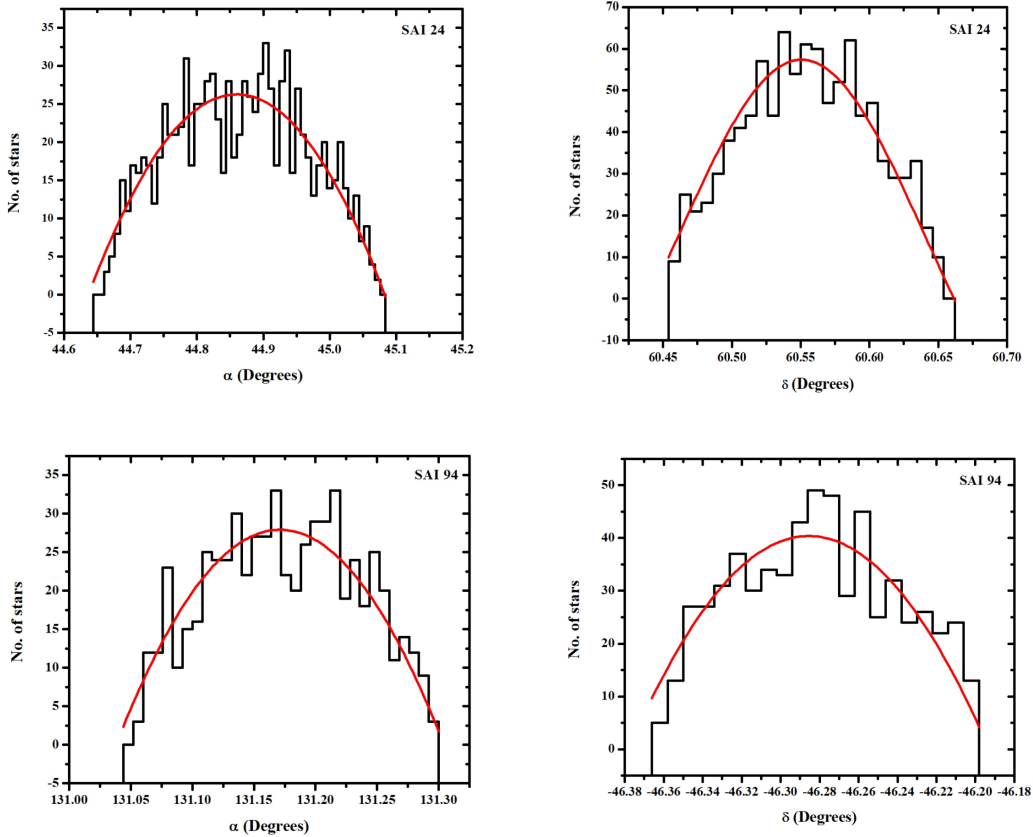 SAI 24
No. of stars
35
30
25
20
15
10
5
0
-5
44.6 44.7 44.8 44.9 45.0 45.1 45.2
α (Degrees)
SAI 24
No. of stars
70
60
50
40
30
20
10
0
-10
60.45 60.50 60.55 60.60 60.65 60.70
δ (Degrees)
SAI 94
No. of stars
35
30
25
20
15
10
5
0
-5
131.00 131.05 131.10 131.15 131.20 131.25 131.30
α (Degrees)
SAI 94
No. of stars
50
40
30
20
10
0
-46.38 -46.36 -46.34 -46.32 -46.30 -46.28 -46.26 -46.24 -46.22 -46.20 -46.18
δ (Degrees)